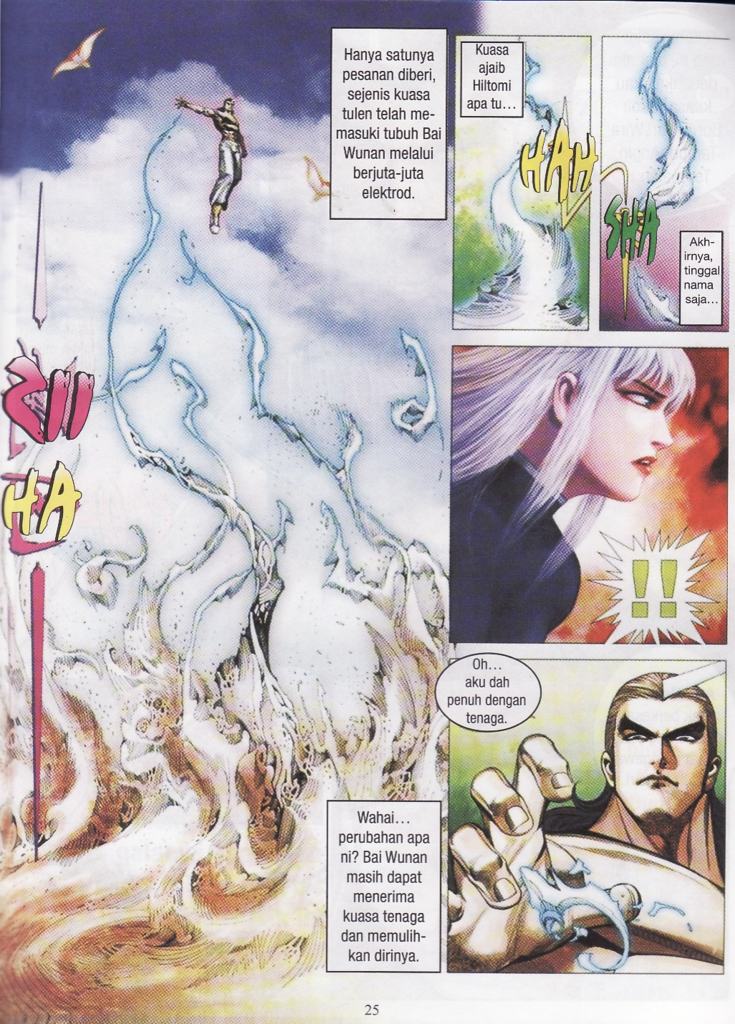 Hanya satunya
pesanan diberi,
sejenis kuasa
tulen telah me-
masuki tubuh Bai
Wunan melalui
berjuta-juta
elektrod.
Kuasa
ajaib
Hiltomi
apa tu...
HAH
SHA
Akh-
irnya,
tinggal
nama
saja...
HA
!!
Oh...
aku dah
penuh dengan
tenaga.
Wahai...
perubahan apa
ni? Bai Wunan
masih dapat
menerima
kuasa tenaga
dan memulih-
kan dirinya.
25